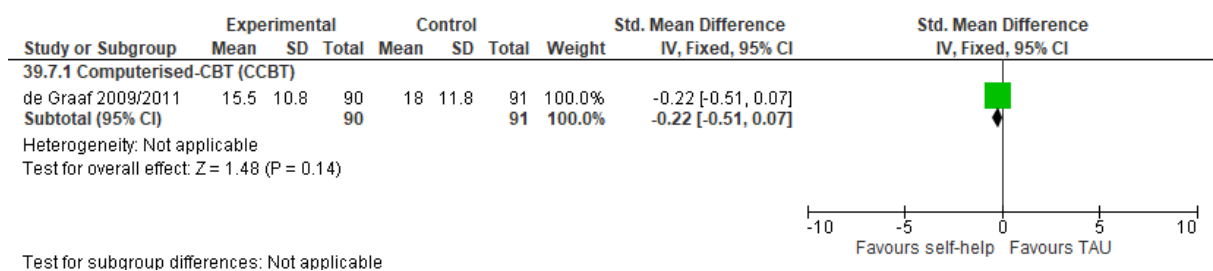 Experimental Control Std. Mean Difference Std. Mean Difference
Study or Subgroup Mean SD Total Mean SD Total Weight IV, Fixed, 95% CI IV, Fixed, 95% CI
39.7.1 Computerised-CBT (CCBT)
de Graaf 2009/2011 15.5 10.8 90 18 11.8 91 100.0% -0.22 [-0.51, 0.07]
Subtotal (95% CI) 90 91 100.0% -0.22 [-0.51, 0.07]
Heterogeneity: Not applicable
Test for overall effect: Z = 1.48 (P = 0.14)
-10 -5 0 5 10
Favours self-help Favours TAU
Test for subgroup differences: Not applicable